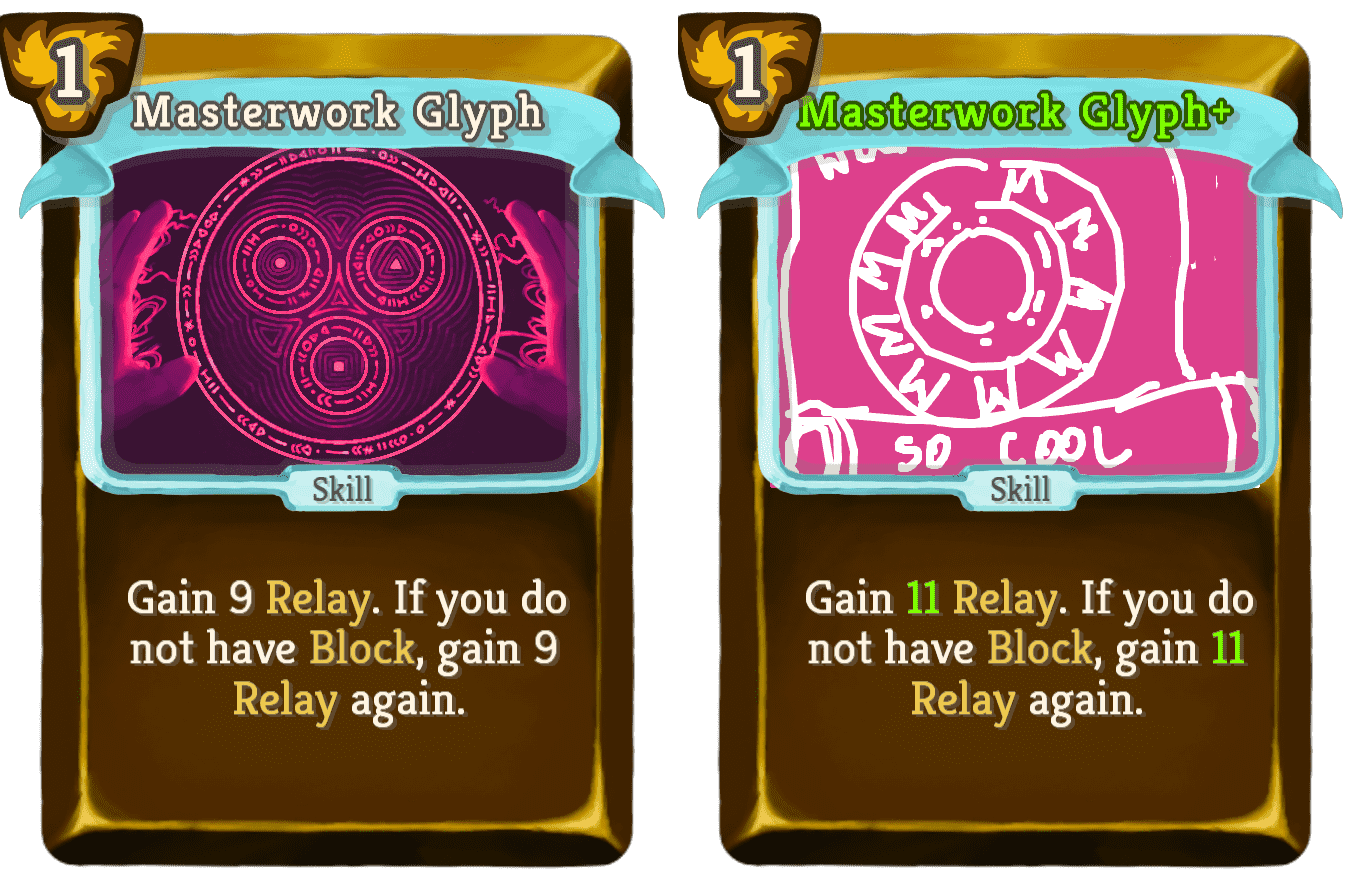 1
Masterwork Glyph
Skill
Gain 9 Relay. If you do
not have Block, gain 9
Relay again.
1
Masterwork Glyph+
SO COOL
Skill
Gain 11 Relay. If you do
not have Block, gain 11
Relay again.